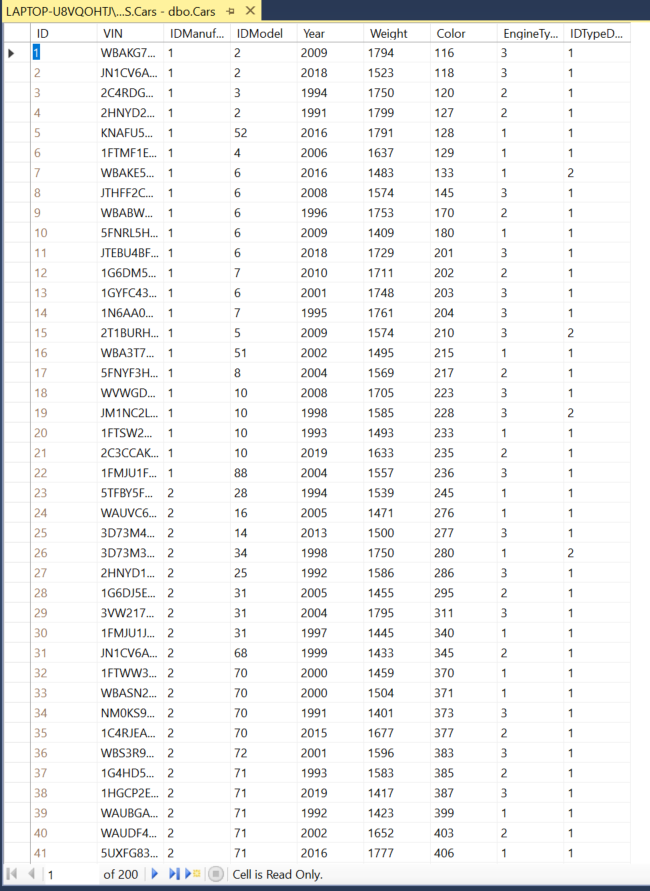 LAPTOP-U8VQOHTJ\...S.Cars - dbo.Cars
ID VIN IDManuf... IDModel Year Weight Color EngineTy... IDTypeD...
1 WBAKG7... 1 2 2009 1794 116 3 1
2 JN1CV6A... 1 3 2018 1523 118 3 1
3 2C4RDG... 1 3 1994 1750 120 2 1
4 2HNYD2... 1 2 1991 1799 127 2 1
5 KNAFU5... 1 52 2016 1791 128 1 1
6 1FTMF1E... 1 4 2006 1637 129 1 1
7 WBAKE5... 1 6 2016 1483 133 1 2
8 JTHFF2C... 1 6 2008 1574 145 3 1
9 WBABW... 1 6 1996 1753 170 2 1
10 5FNRL5H... 1 6 2009 1409 180 1 1
11 JTEBU4BF... 1 6 2018 1729 201 3 1
12 1G6DM5... 1 7 2010 1711 202 2 1
13 1GYFC43... 1 6 2001 1748 203 3 1
14 1N6AA0... 1 7 1995 1761 204 3 1
15 2T1BURH... 1 5 2009 1574 210 3 2
16 WBA3T7... 1 51 2002 1495 215 1 1
17 5FNYF3H... 1 8 2004 1569 217 2 1
18 WVWGD... 1 10 2008 1705 223 3 1
19 JM1NC2L... 1 10 1998 1585 228 3 2
20 1FTSW2... 1 10 1993 1493 233 1 1
21 2C3CCAK... 1 10 2019 1633 235 2 1
22 1FMJU1F... 1 88 2004 1557 236 3 1
23 5TFBY5F... 2 28 1994 1539 245 1 1
24 WAUVC6... 2 16 2005 1471 276 1 1
25 3D73M4... 2 14 2013 1500 277 3 1
26 3D73M3... 2 34 1998 1750 280 1 2
27 2HNYD1... 2 25 1992 1586 286 3 1
28 1G6DJ5E... 2 31 2005 1455 295 2 1
29 3VW217... 2 31 2004 1795 311 3 1
30 1FMJU1J... 2 31 1997 1445 340 1 1
31 JN1CV6A... 2 68 1999 1433 345 2 1
32 1FTWW3... 2 70 2000 1459 370 1 1
33 WBASN2... 2 70 2000 1504 371 1 1
34 NM0KS9... 2 70 1991 1401 373 3 1
35 1C4RJEA... 2 70 2015 1677 377 2 1
36 WBS3R9... 2 72 2001 1596 383 3 1
37 1G4HD5... 2 71 1993 1583 385 2 1
38 1HGCP2E... 2 71 2019 1417 387 3 1
39 WAUBGA... 2 71 1992 1423 399 1 1
40 WAUDF4... 2 71 2002 1652 403 2 1
41 5UXFG83... 2 71 2016 1777 406 1 1
1 of 200 Cell is Read Only.